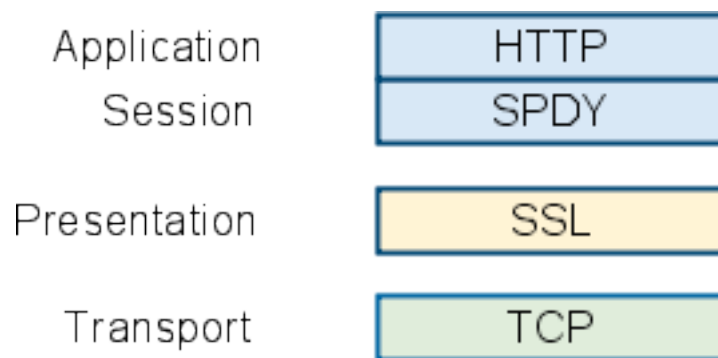 Application HTTP
Session SPDY
Presentation SSL
Transport TCP